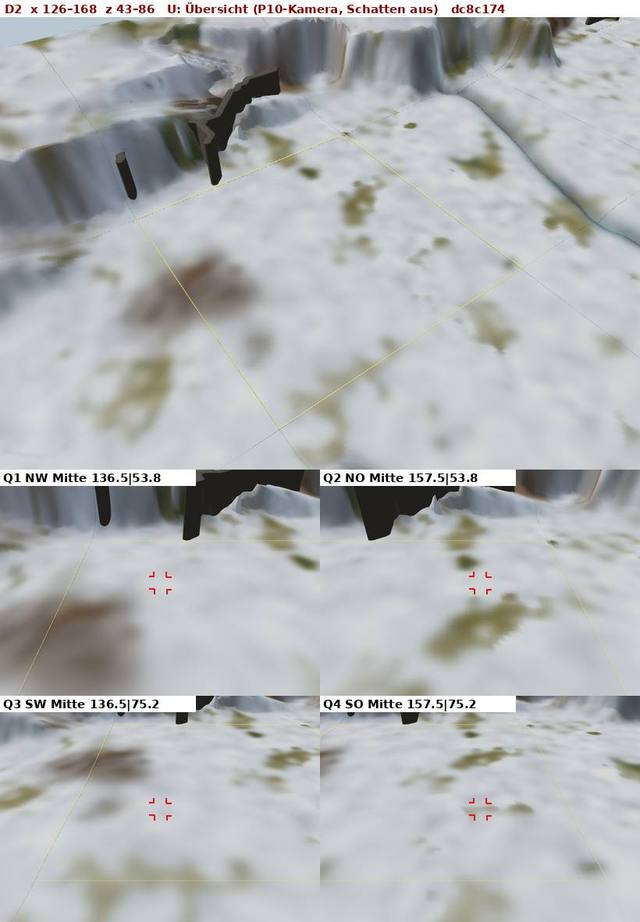 D2 x 126–168 z 43–86 U: Übersicht (P10-Kamera, Schatten aus) dc8c174
Q1 NW Mitte 136.5|53.8
Q2 NO Mitte 157.5|53.8
Q3 SW Mitte 136.5|75.2
Q4 SO Mitte 157.5|75.2